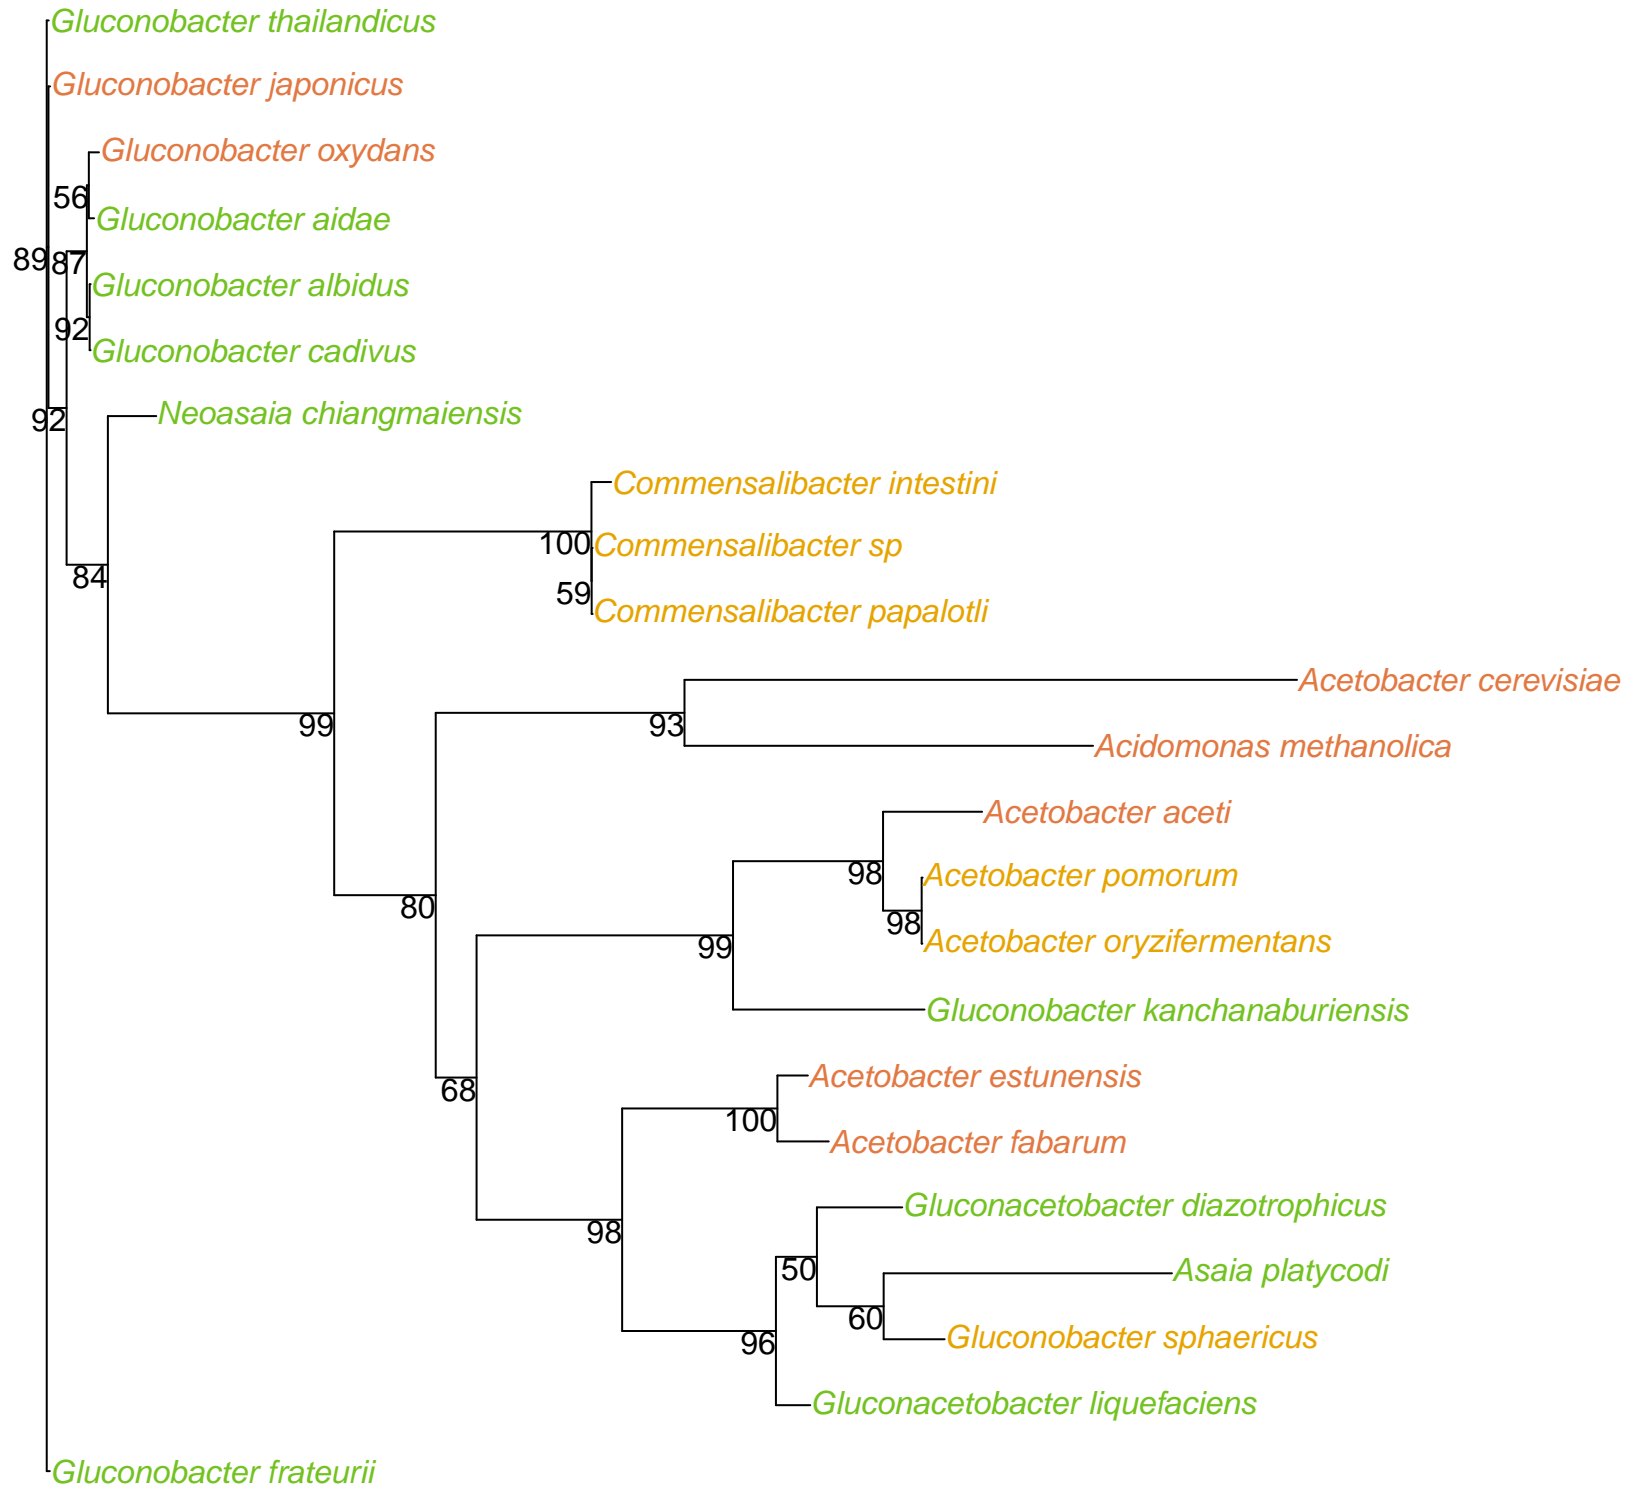 Gluconobacter thailandicus
Gluconobacter japonicus
Gluconobacter oxydans
56
Gluconobacter aidae
89
87
Gluconobacter albidus
92
Gluconobacter cadivus
92
Neoasaia chiangmaiensis
Commensalibacter intestini
100
Commensalibacter sp
84
59
Commensalibacter papalotli
Acetobacter cerevisiae
99
93
Acidomonas methanolica
Acetobacter aceti
98
Acetobacter pomorum
80
98
Acetobacter oryzifermentans
99
Gluconobacter kanchanaburiensis
Acetobacter estunensis
68
100
Acetobacter fabarum
Gluconacetobacter diazotrophicus
98
50
Asaia platycodi
60
Gluconobacter sphaericus
96
Gluconacetobacter liquefaciens
Gluconobacter frateurii